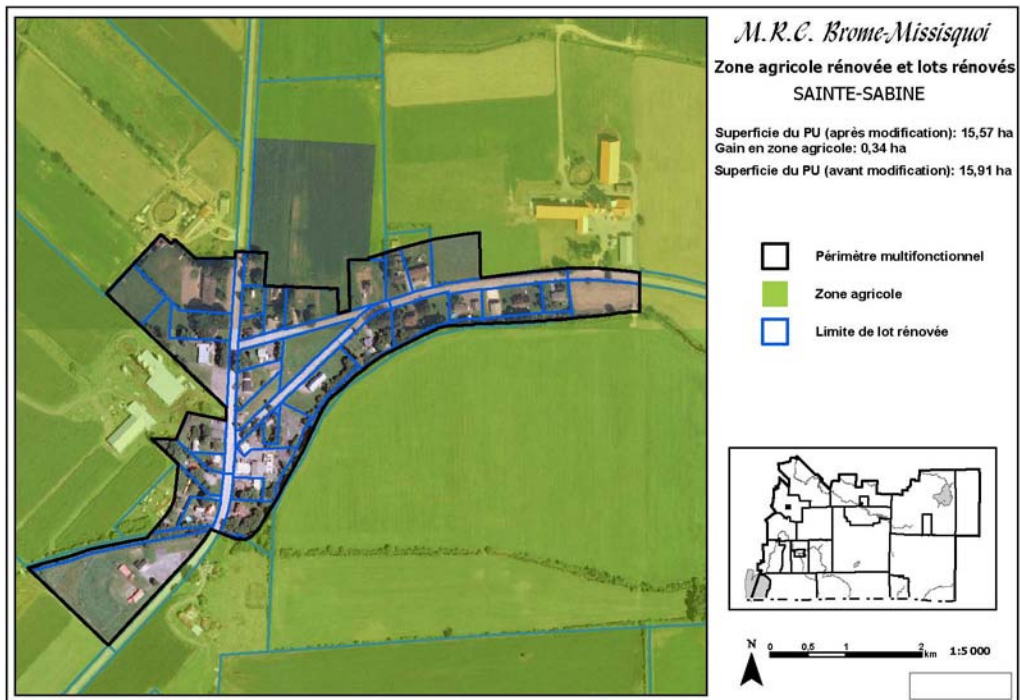 M.R.C. Brome-Missisquoi
Zone agricole rénovée et lots rénovés
SAINTE-SABINE
Superficie du PU (après modification): 15,57 ha
Gain en zone agricole: 0,34 ha
Superficie du PU (avant modification): 15,91 ha
Périmètre multifonctionnel
Zone agricole
Limite de lot rénovée
N
0 0,5 1 2
km
1:5 000